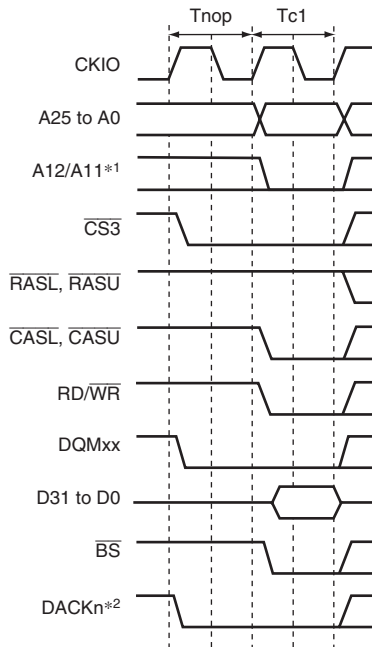 Tnop Tc1
CKIO
A25 to A0
A12/A11*1
CS3
RASL, RASU
CASL, CASU
RD/WR
DQMxx
D31 to D0
BS
DACKn*2